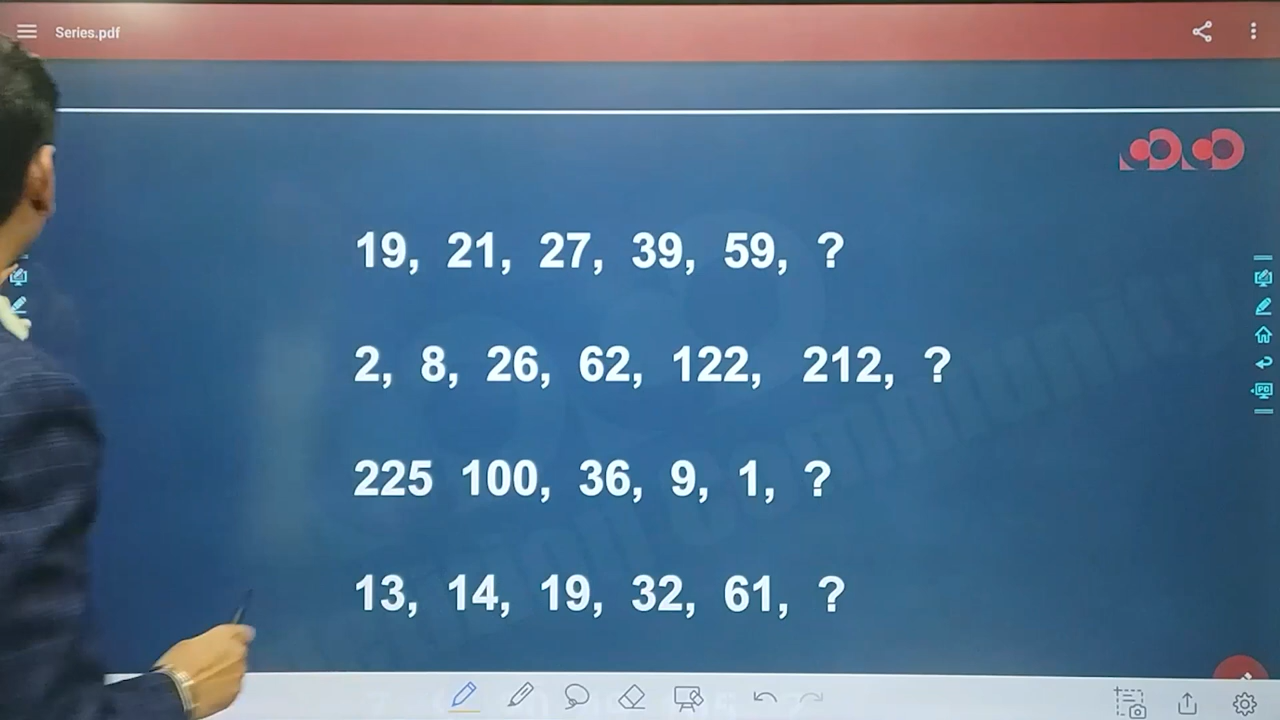 Series.pdf
19, 21, 27, 39, 59, ?
2, 8, 26, 62, 122, 212, ?
225 100, 36, 9, 1, ?
13, 14, 19, 32, 61, ?